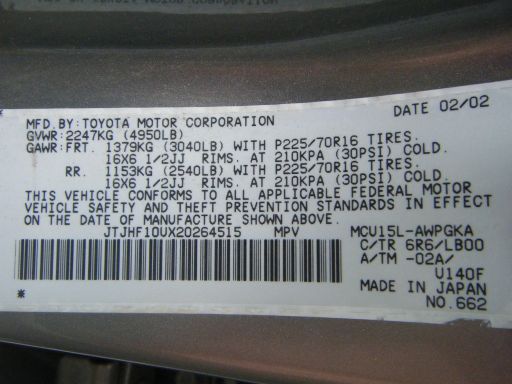 MFD. BY: TOYOTA MOTOR CORPORATION DATE 02/02
GVWR: 2247KG (4950LB)
GAWR: FRT. 1379KG (3040LB) WITH P225/70R16 TIRES.
16X6 1/2JJ RIMS. AT 210KPA (30PSI) COLD.
RR. 1153KG (2540LB) WITH P225/70R16 TIRES.
16X6 1/2JJ RIMS. AT 210KPA (30PSI) COLD.
THIS VEHICLE CONFORMS TO ALL APPLICABLE FEDERAL MOTOR
VEHICLE SAFETY AND THEFT PREVENTION STANDARDS IN EFFECT
ON THE DATE OF MANUFACTURE SHOWN ABOVE.
JTJHF10UX20264515 MPV MCU15L-AWPGKA
C/TR 6R6/LB00
A/TM -02A/
U140F
MADE IN JAPAN
* * NO. 662